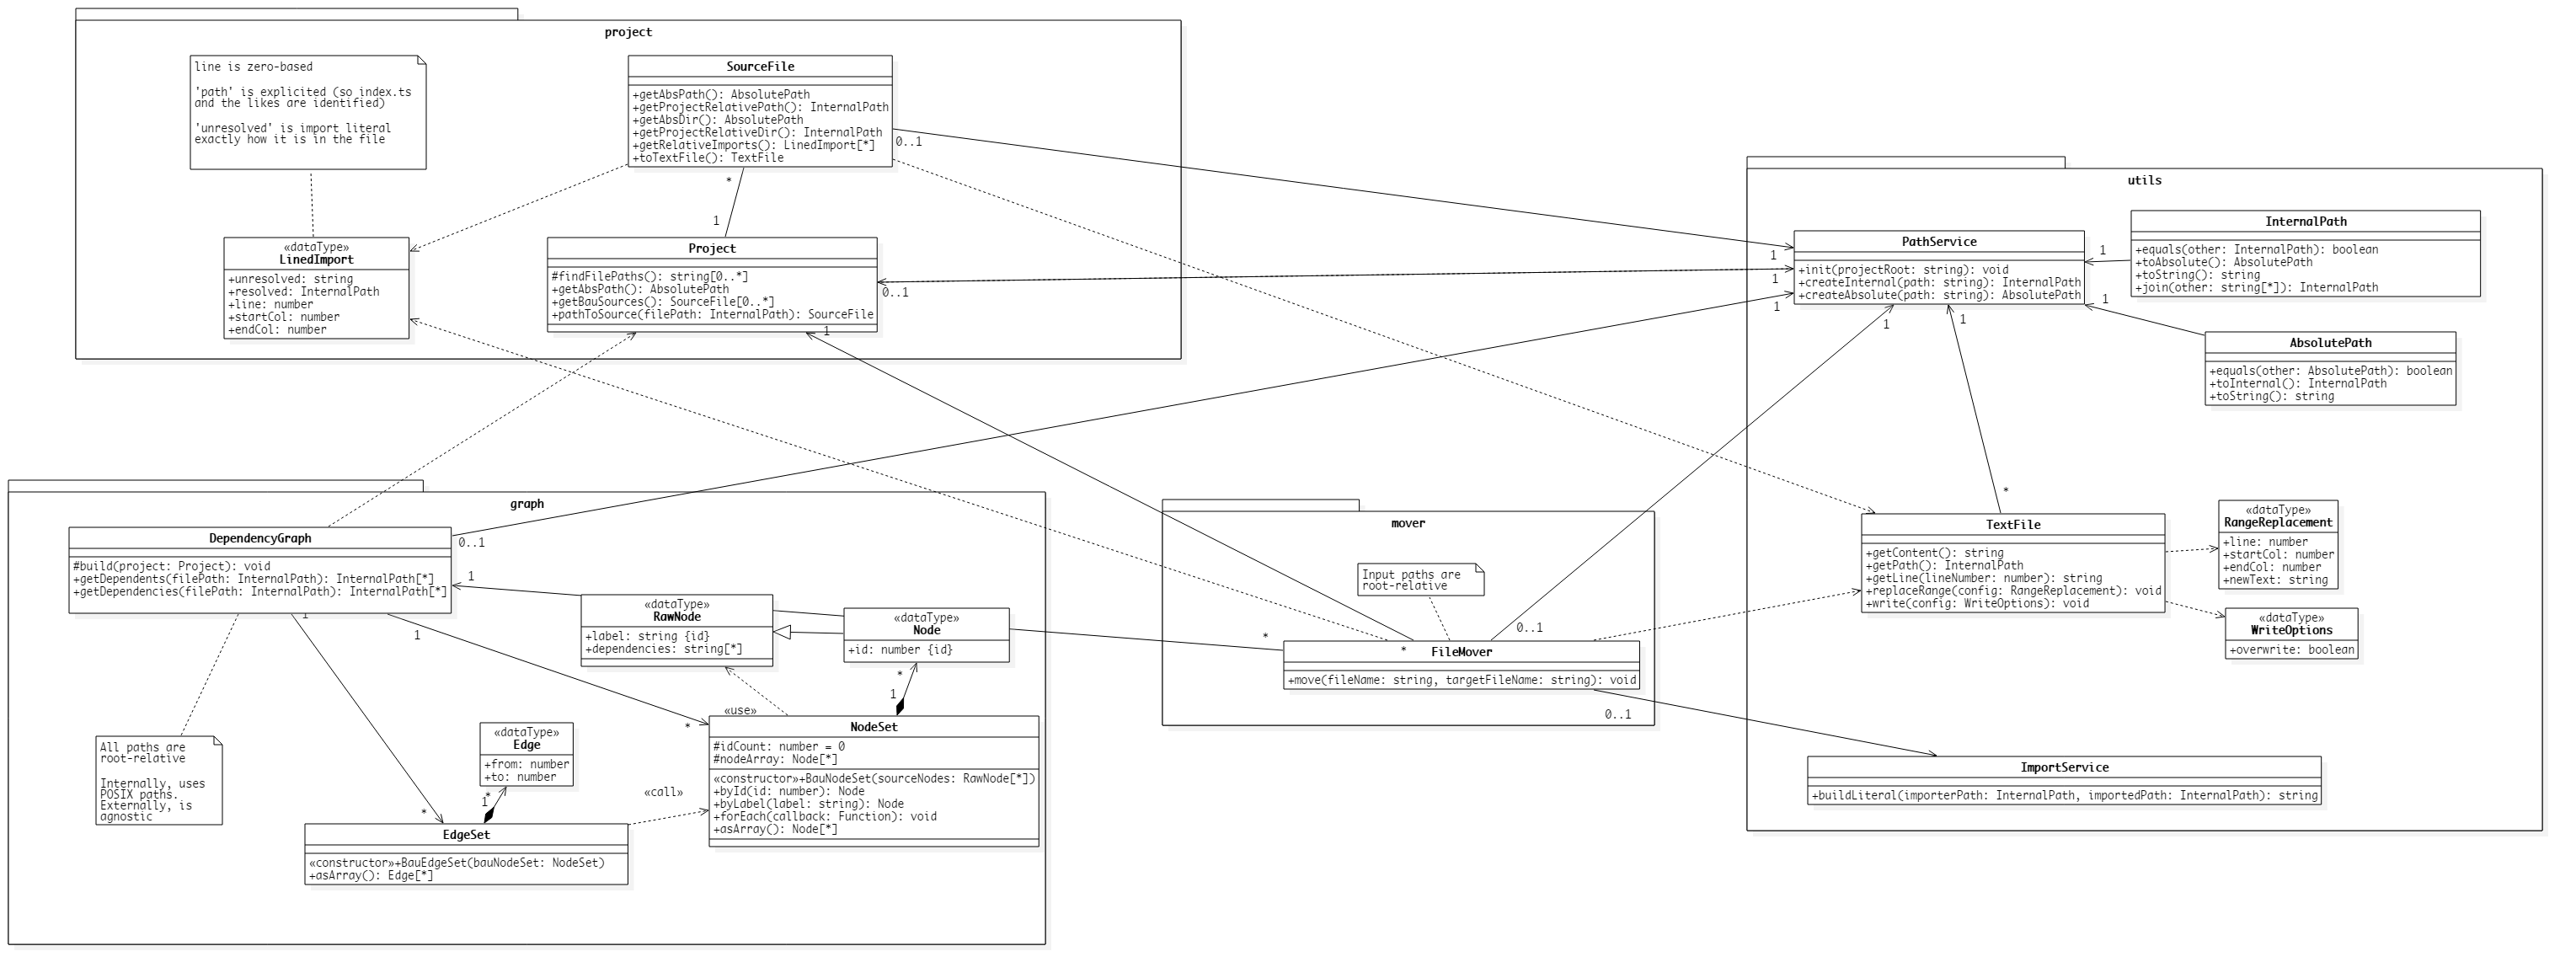 project
line is zero-based
'path' is explicited (so index.ts
and the likes are identified)
'unresolved' is import literal
exactly how it is in the file
SourceFile
+getAbsPath(): AbsolutePath
+getProjectRelativePath(): InternalPath
+getAbsDir(): AbsolutePath
+getProjectRelativeDir(): InternalPath
+getRelativeImports(): LinedImport[*]
+toTextFile(): TextFile
0..1
*
1
«dataType»
LinedImport
+unresolved: string
+resolved: InternalPath
+line: number
+startCol: number
+endCol: number
Project
#findFilePaths(): string[0..*]
+getAbsPath(): AbsolutePath
+getBauSources(): SourceFile[0..*]
+pathToSource(filePath: InternalPath): SourceFile
0..1
1
utils
PathService
+init(projectRoot: string): void
+createInternal(path: string): InternalPath
+createAbsolute(path: string): AbsolutePath
1
1
1
1
1
1
1
InternalPath
+equals(other: InternalPath): boolean
+toAbsolute(): AbsolutePath
+toString(): string
+join(other: string[*]): InternalPath
AbsolutePath
+equals(other: AbsolutePath): boolean
+toInternal(): InternalPath
+toString(): string
*
TextFile
+getContent(): string
+getPath(): InternalPath
+getLine(lineNumber: number): string
+replaceRange(config: RangeReplacement): void
+write(config: WriteOptions): void
«dataType»
RangeReplacement
+line: number
+startCol: number
+endCol: number
+newText: string
«dataType»
WriteOptions
+overwrite: boolean
ImportService
+buildLiteral(importerPath: InternalPath, importedPath: InternalPath): string
graph
DependencyGraph
#build(project: Project): void
+getDependents(filePath: InternalPath): InternalPath[*]
+getDependencies(filePath: InternalPath): InternalPath[*]
0..1
1
1
1
«dataType»
RawNode
+label: string {id}
+dependencies: string[*]
«dataType»
Node
+id: number {id}
*
1
«use»
*
NodeSet
#idCount: number = 0
#nodeArray: Node[*]
«constructor»+BauNodeSet(sourceNodes: RawNode[*])
+byId(id: number): Node
+byLabel(label: string): Node
+forEach(callback: Function): void
+asArray(): Node[*]
All paths are
root-relative
Internally, uses
POSIX paths.
Externally, is
agnostic
«dataType»
Edge
+from: number
+to: number
*
1
«call»
*
EdgeSet
«constructor»+BauEdgeSet(bauNodeSet: NodeSet)
+asArray(): Edge[*]
mover
Input paths are
root-relative
0..1
*
*
FileMover
+move(fileName: string, targetFileName: string): void
0..1